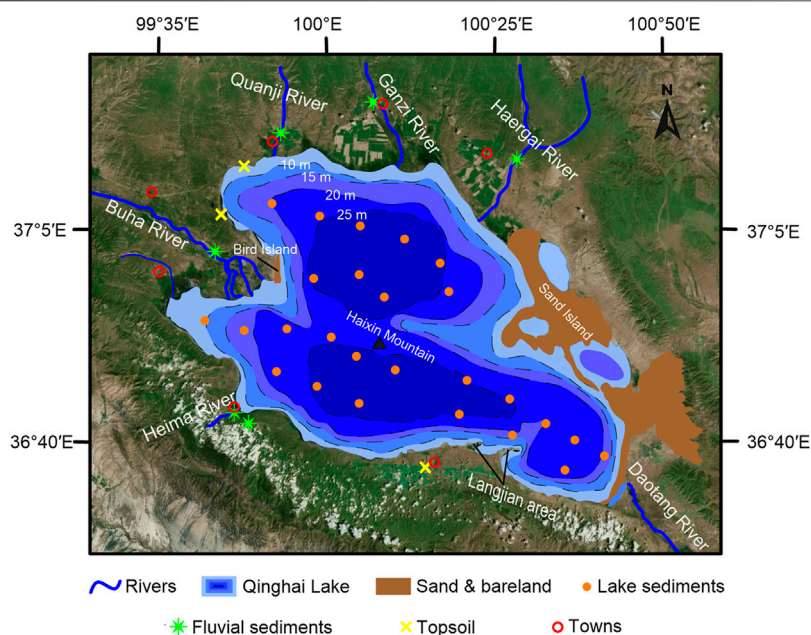 99°35′E 100°E 100°25′E 100°50′E
Quanji River
Ganzi River
Haergai River
N
10 m
15 m
20 m
25 m
37°5′E
37°5′E
Buha River
Bird Island
Sand Island
Haixin Mountain
Heima River
36°40′E
36°40′E
Langjian area
Daotang River
Rivers Qinghai Lake Sand & bareland Lake sediments
Fluvial sediments Topsoil Towns